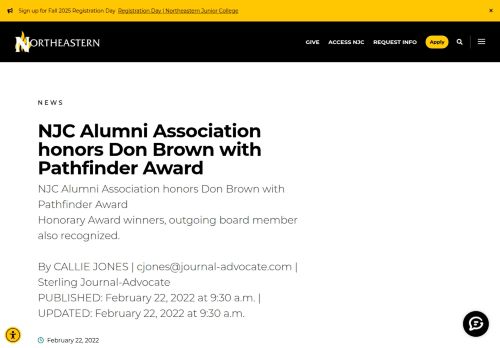 Sign up for Fall 2025 Registration Day Registration Day | Northeastern Junior College ×
NORTHEASTERN
GIVE ACCESS NJC REQUEST INFO Apply
NEWS
NJC Alumni Association
honors Don Brown with
Pathfinder Award
NJC Alumni Association honors Don Brown with
Pathfinder Award
Honorary Award winners, outgoing board member
also recognized.
By CALLIE JONES | cjones@journal-advocate.com |
Sterling Journal-Advocate
PUBLISHED: February 22, 2022 at 9:30 a.m. |
UPDATED: February 22, 2022 at 9:30 a.m.
February 22, 2022